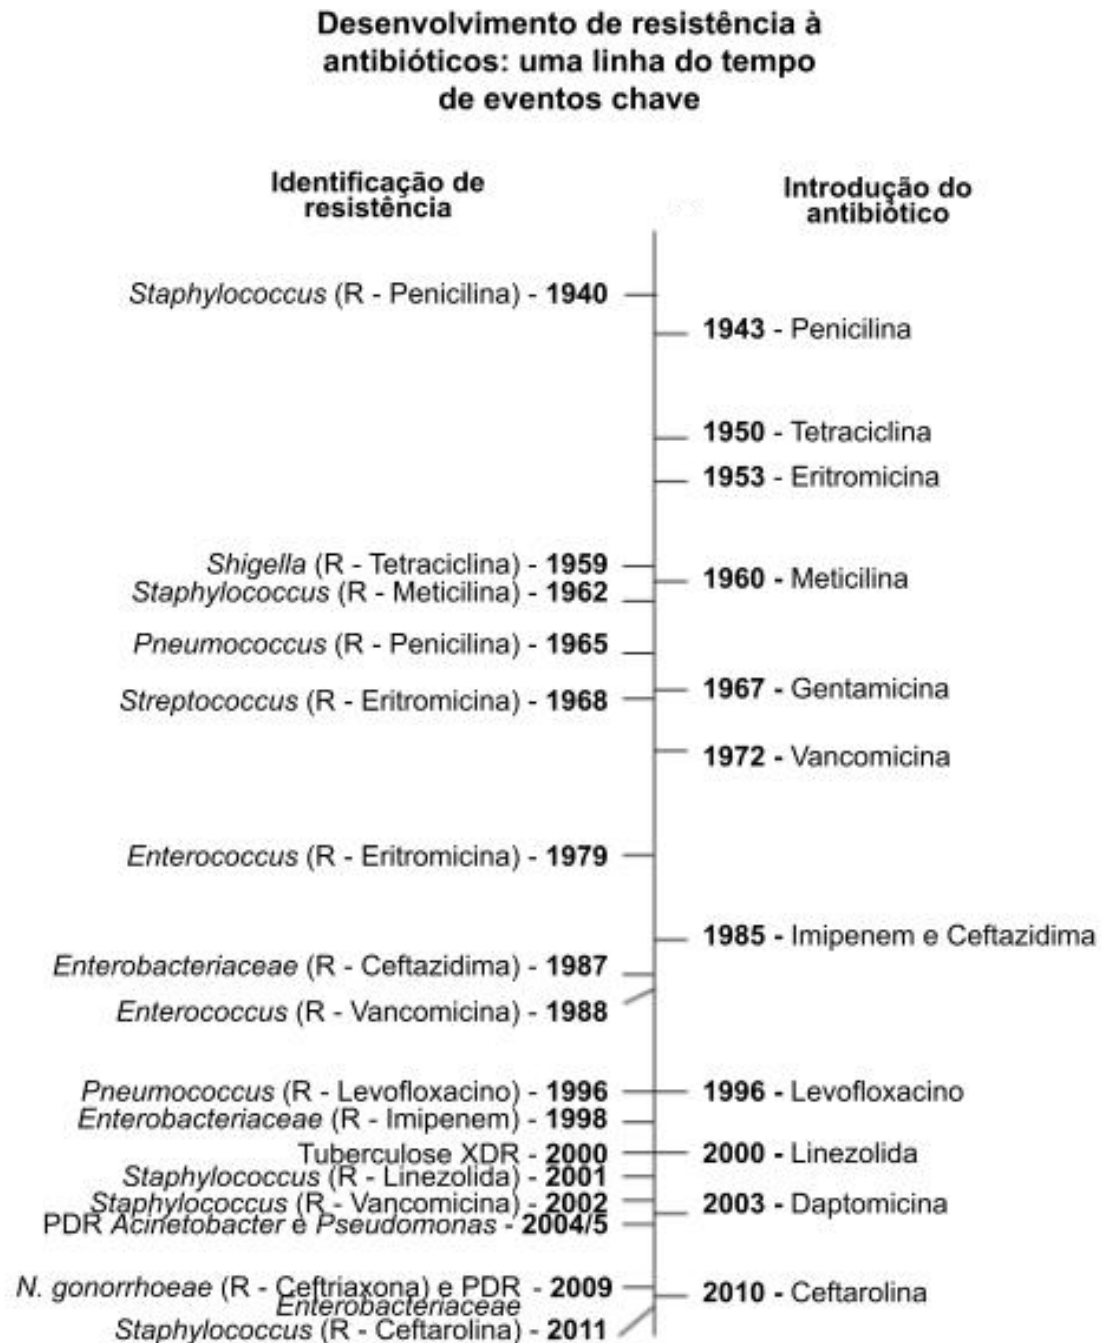 Desenvolvimento de resistência à
antibióticos: uma linha do tempo
de eventos chave
Identificação de
resistência
Introdução do
antibiótico
Staphylococcus (R - Penicilina) - 1940
1943 - Penicilina
1950 - Tetraciclina
1953 - Eritromicina
Shigella (R - Tetraciclina) - 1959
1960 - Meticilina
Staphylococcus (R - Meticilina) - 1962
Pneumococcus (R - Penicilina) - 1965
1967 - Gentamicina
Streptococcus (R - Eritromicina) - 1968
1972 - Vancomicina
Enterococcus (R - Eritromicina) - 1979
1985 - Imipenem e Ceftazidima
Enterobacteriaceae (R - Ceftazidima) - 1987
Enterococcus (R - Vancomicina) - 1988
Pneumococcus (R - Levofloxacino) - 1996
1996 - Levofloxacino
Enterobacteriaceae (R - Imipenem) - 1998
Tuberculose XDR - 2000
2000 - Linezolida
Staphylococcus (R - Linezolida) - 2001
Staphylococcus (R - Vancomicina) - 2002
2003 - Daptomicina
PDR Acinetobacter e Pseudomonas - 2004/5
N. gonorrhoeae (R - Ceftriaxona) e PDR - 2009
Enterobacteriaceae
2010 - Ceftarolina
Staphylococcus (R - Ceftarolina) - 2011